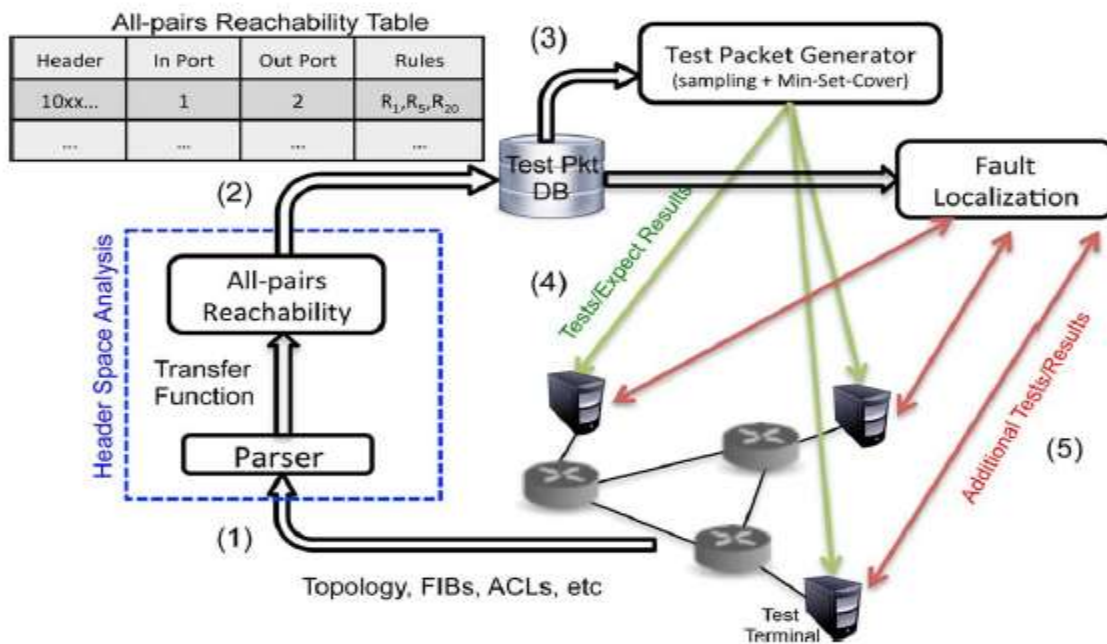 All-pairs Reachability Table
Header In Port Out Port Rules
10xx... 1 2 R1,R5,R20
... ... ... ...
(3)
Test Packet Generator
(sampling + Min-Set-Cover)
(2)
Test Pkt
DB
Fault
Localization
Header Space Analysis
All-pairs
Reachability
Transfer
Function
Parser
(1)
Topology, FIBs, ACLs, etc
(4)
Tests/Expect Results
Additional Tests/Results
(5)
Test
Terminal